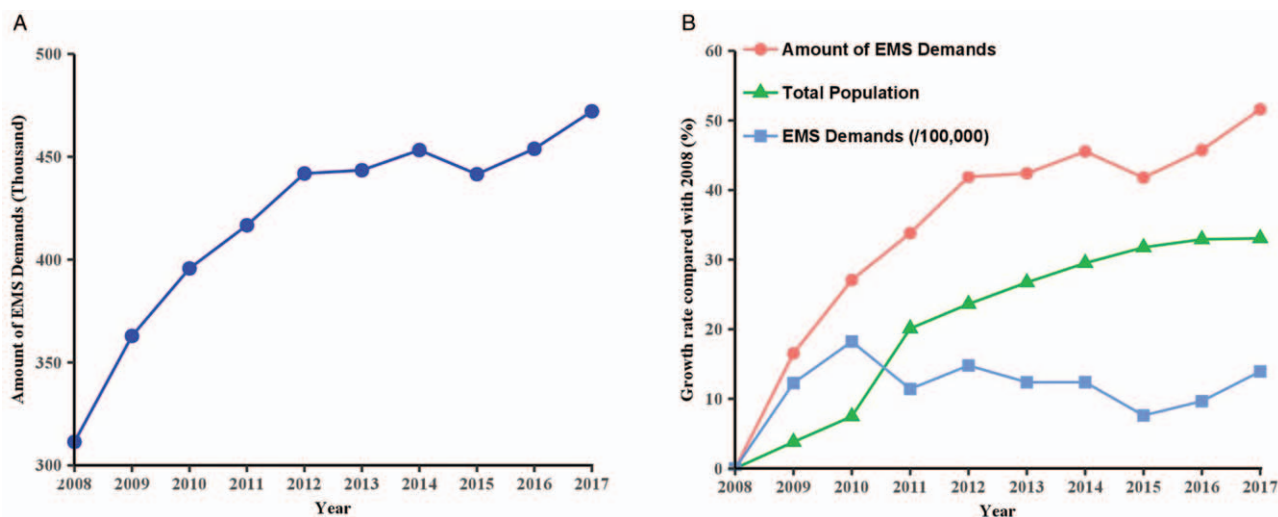 A
Amount of EMS Demands (Thousand)
500
450
400
350
300
2008 2009 2010 2011 2012 2013 2014 2015 2016 2017
Year
B
Growth rate compared with 2008 (%)
60
50
40
30
20
10
0
Amount of EMS Demands
Total Population
EMS Demands (/100,000)
2008 2009 2010 2011 2012 2013 2014 2015 2016 2017
Year